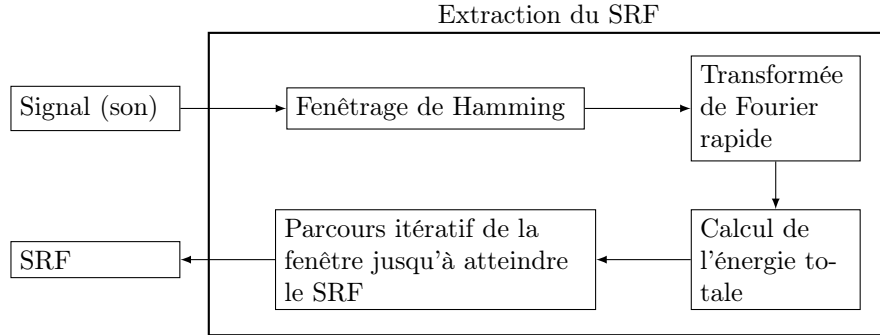 Extraction du SRF
Signal (son)
Fenêtrage de Hamming
Transformée
de Fourier
rapide
SRF
Parcours itératif de la
fenêtre jusqu'à atteindre
le SRF
Calcul de
l'énergie to-
tale